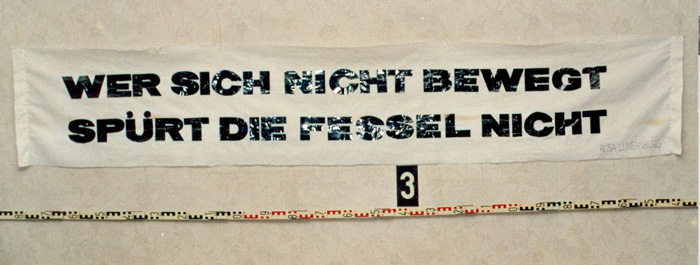 WER SICH NICHT BEWEGT
SPÜRT DIE FESSEL NICHT
ROSA LUXEMBURG
3